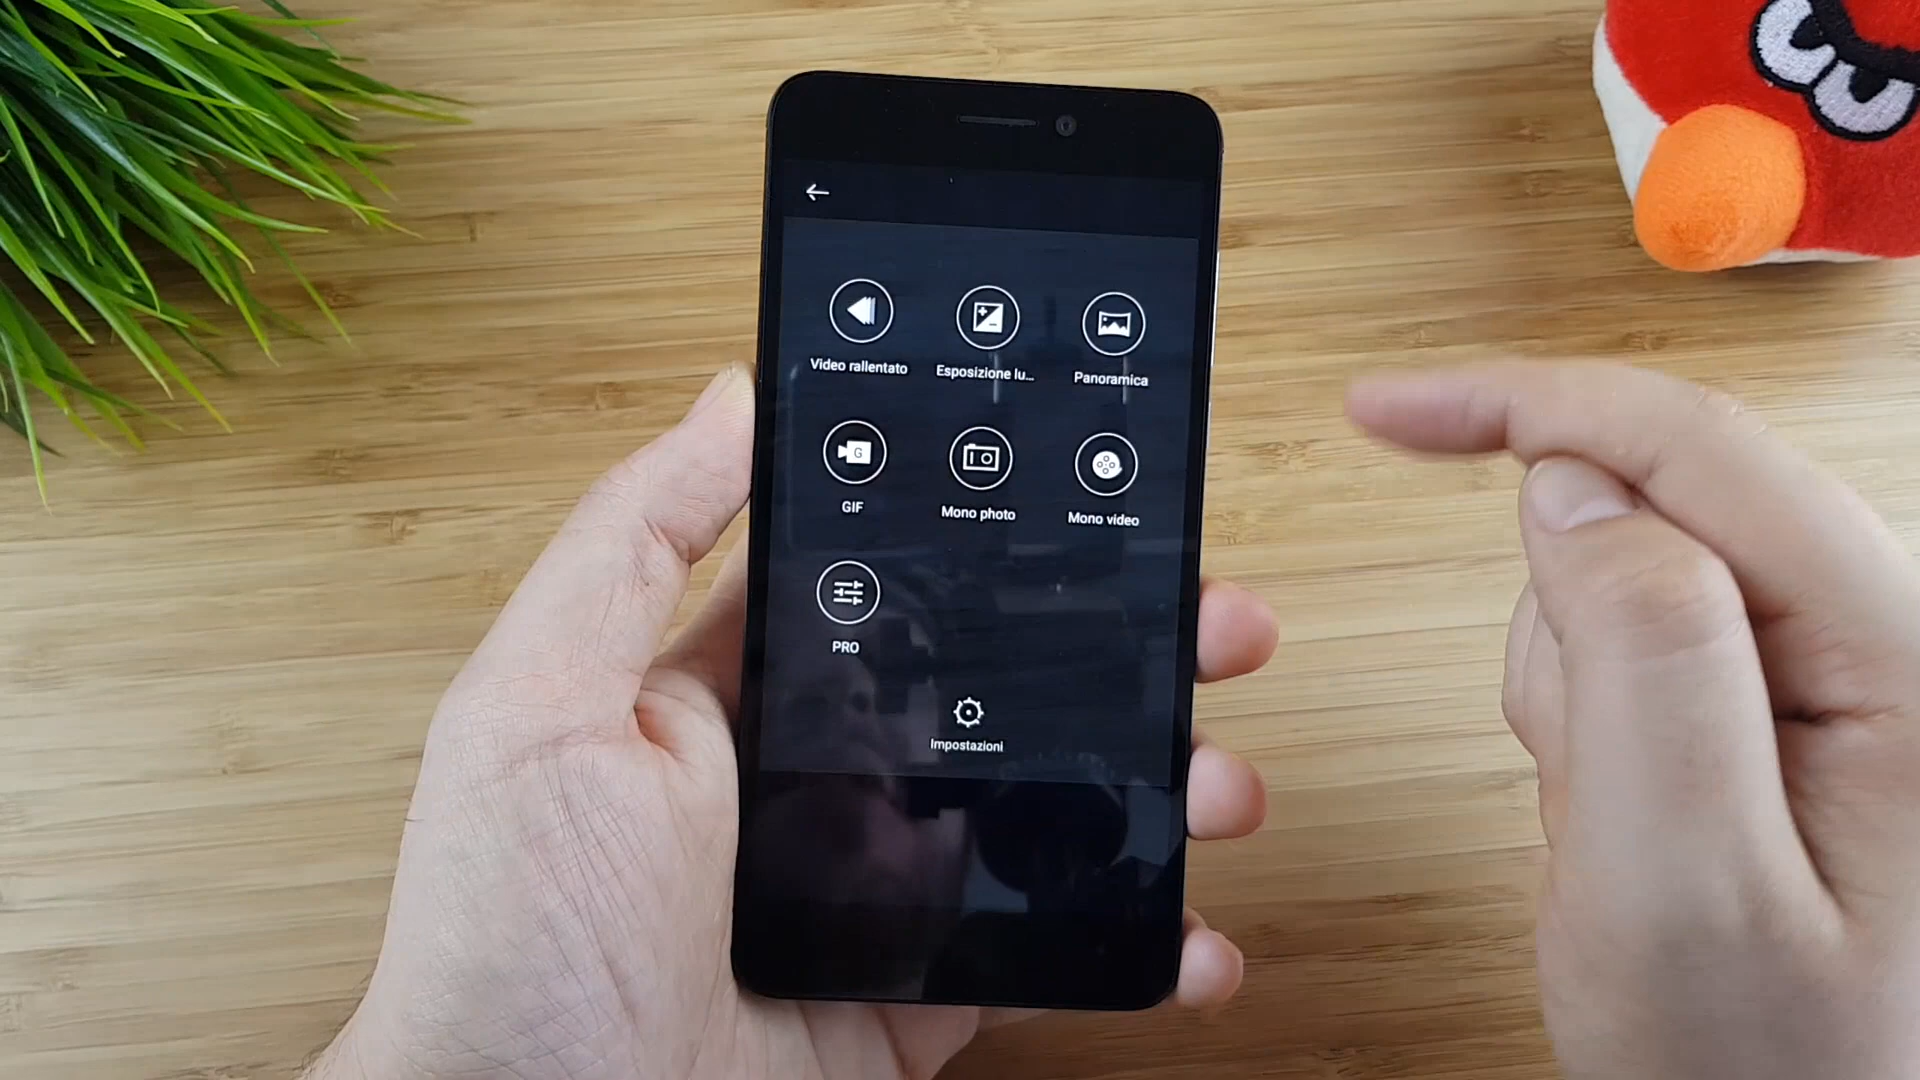 Video rallentato
Esposizione lu...
Panoramica
G
GIF
Mono photo
Mono video
PRO
Impostazioni